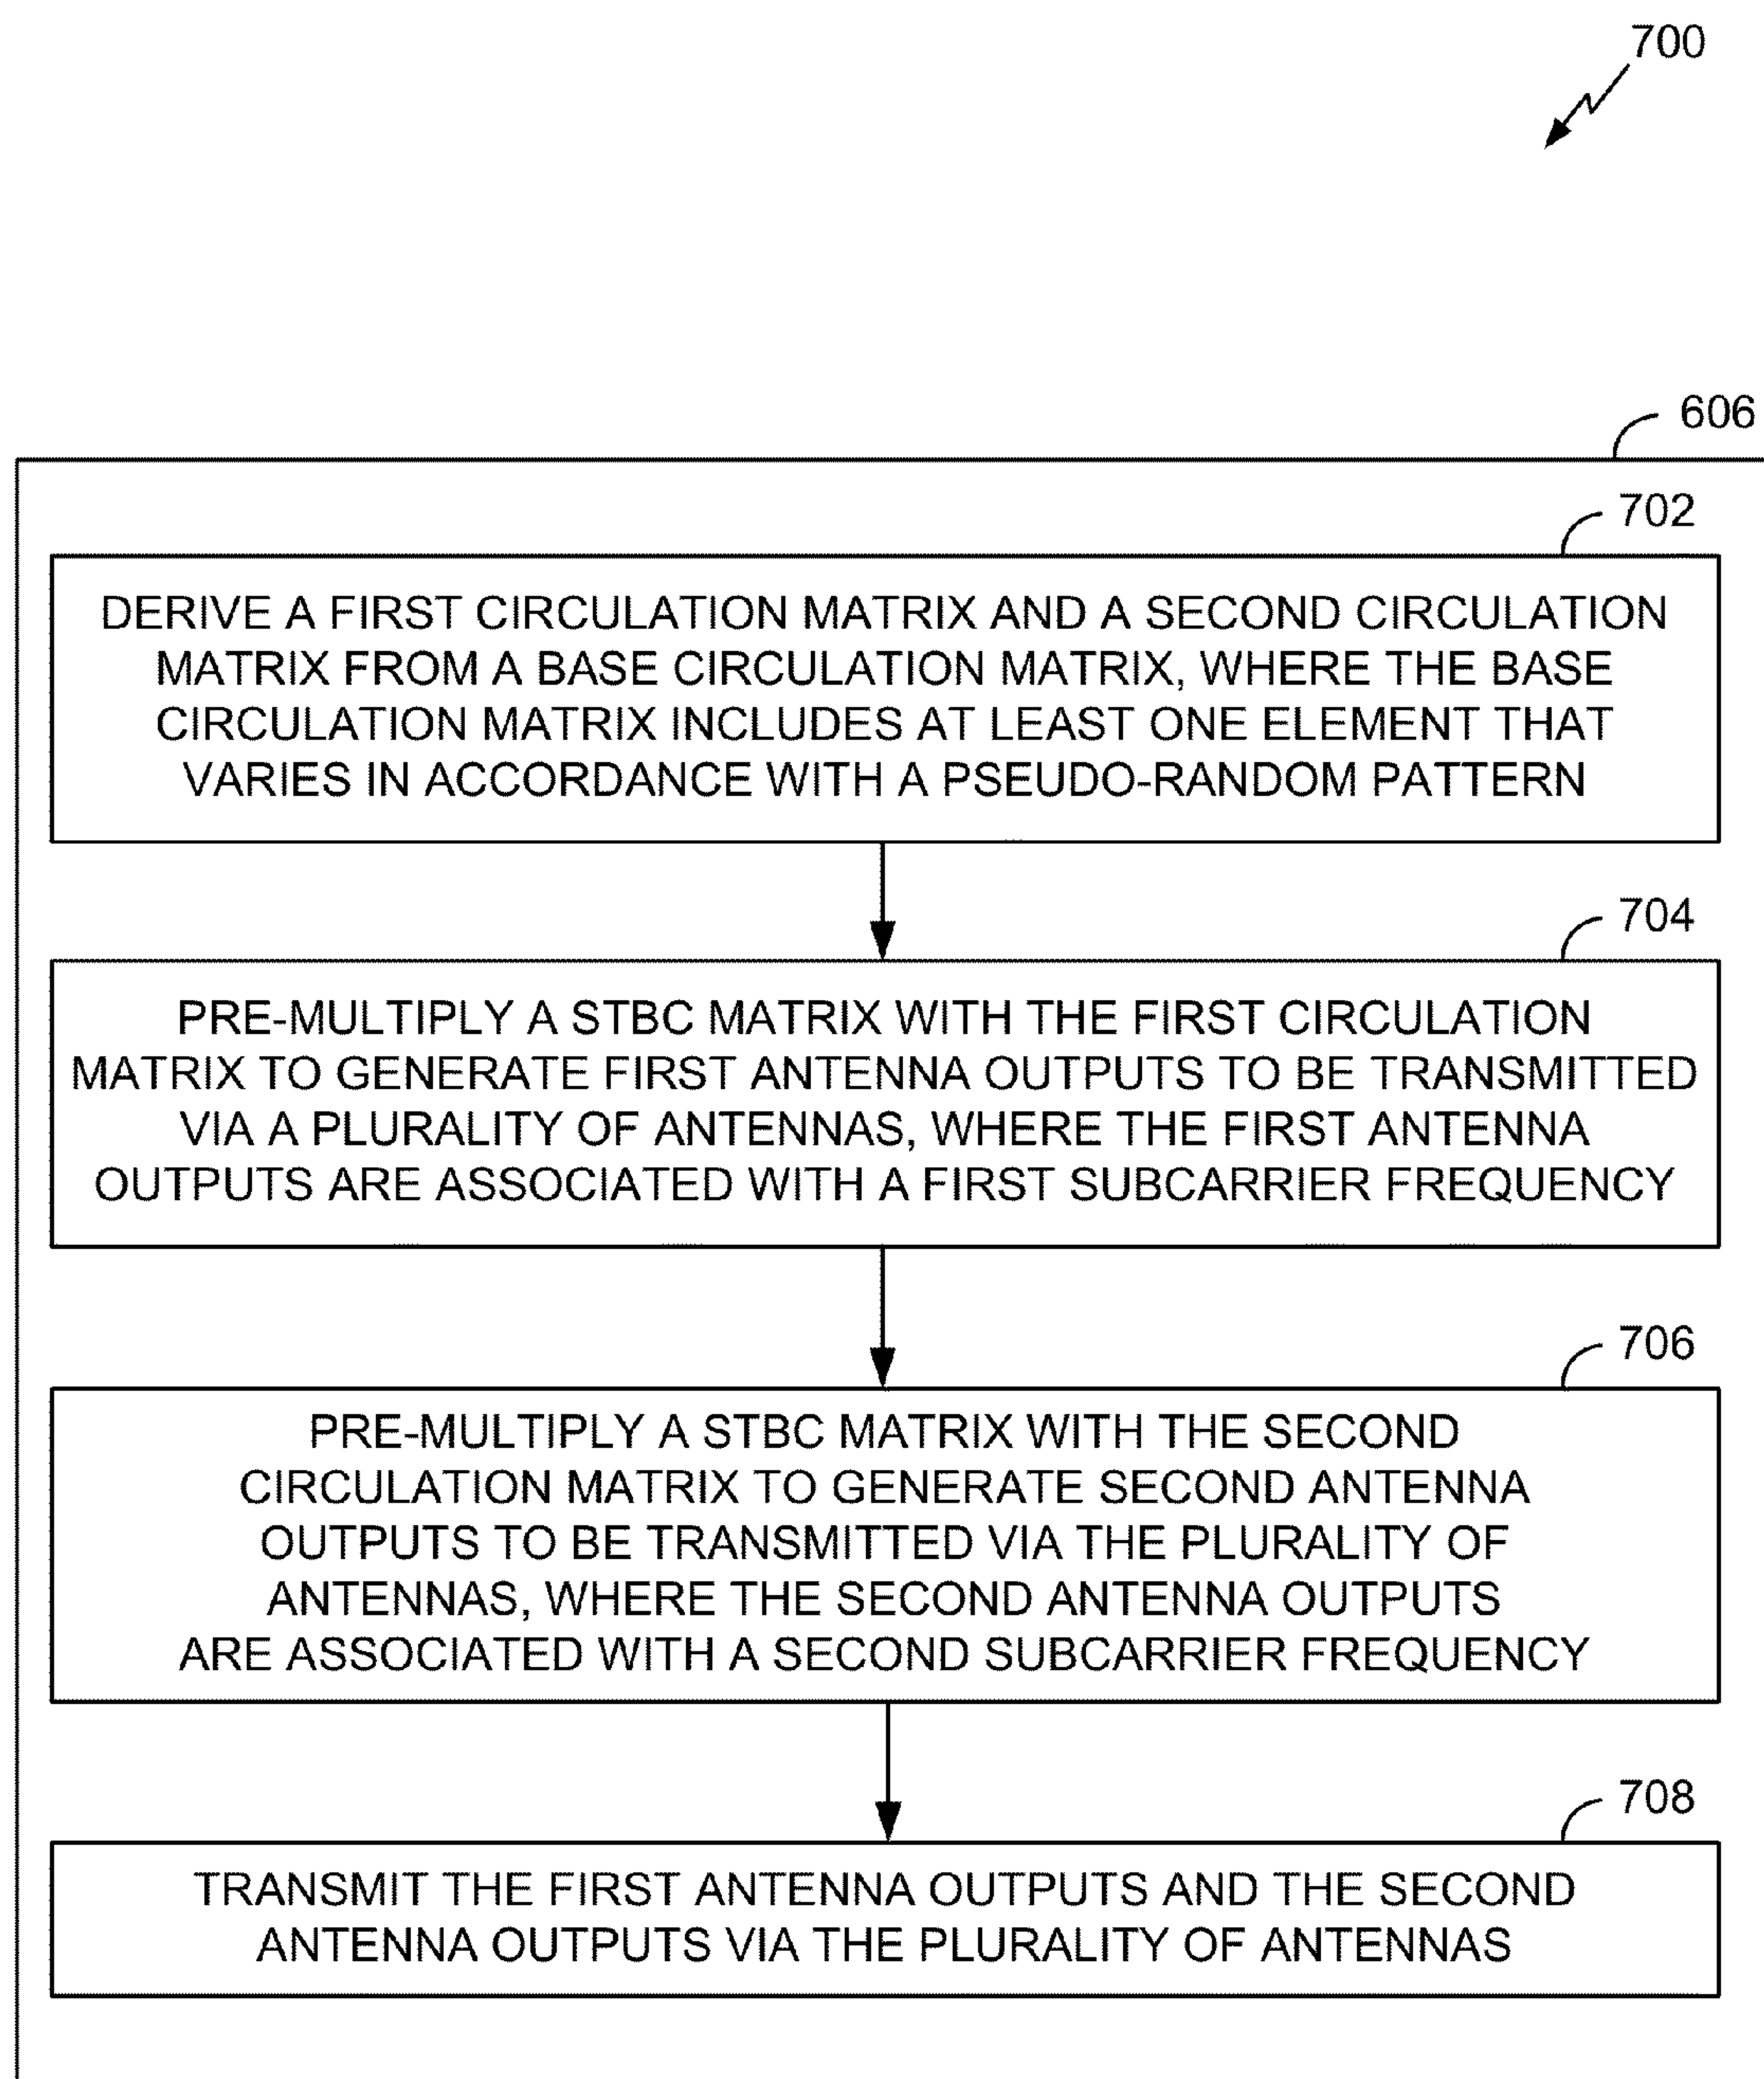 700
606
702
DERIVE A FIRST CIRCULATION MATRIX AND A SECOND CIRCULATION
MATRIX FROM A BASE CIRCULATION MATRIX, WHERE THE BASE
CIRCULATION MATRIX INCLUDES AT LEAST ONE ELEMENT THAT
VARIES IN ACCORDANCE WITH A PSEUDO-RANDOM PATTERN
704
PRE-MULTIPLY A STBC MATRIX WITH THE FIRST CIRCULATION
MATRIX TO GENERATE FIRST ANTENNA OUTPUTS TO BE TRANSMITTED
VIA A PLURALITY OF ANTENNAS, WHERE THE FIRST ANTENNA
OUTPUTS ARE ASSOCIATED WITH A FIRST SUBCARRIER FREQUENCY
706
PRE-MULTIPLY A STBC MATRIX WITH THE SECOND
CIRCULATION MATRIX TO GENERATE SECOND ANTENNA
OUTPUTS TO BE TRANSMITTED VIA THE PLURALITY OF
ANTENNAS, WHERE THE SECOND ANTENNA OUTPUTS
ARE ASSOCIATED WITH A SECOND SUBCARRIER FREQUENCY
708
TRANSMIT THE FIRST ANTENNA OUTPUTS AND THE SECOND
ANTENNA OUTPUTS VIA THE PLURALITY OF ANTENNAS